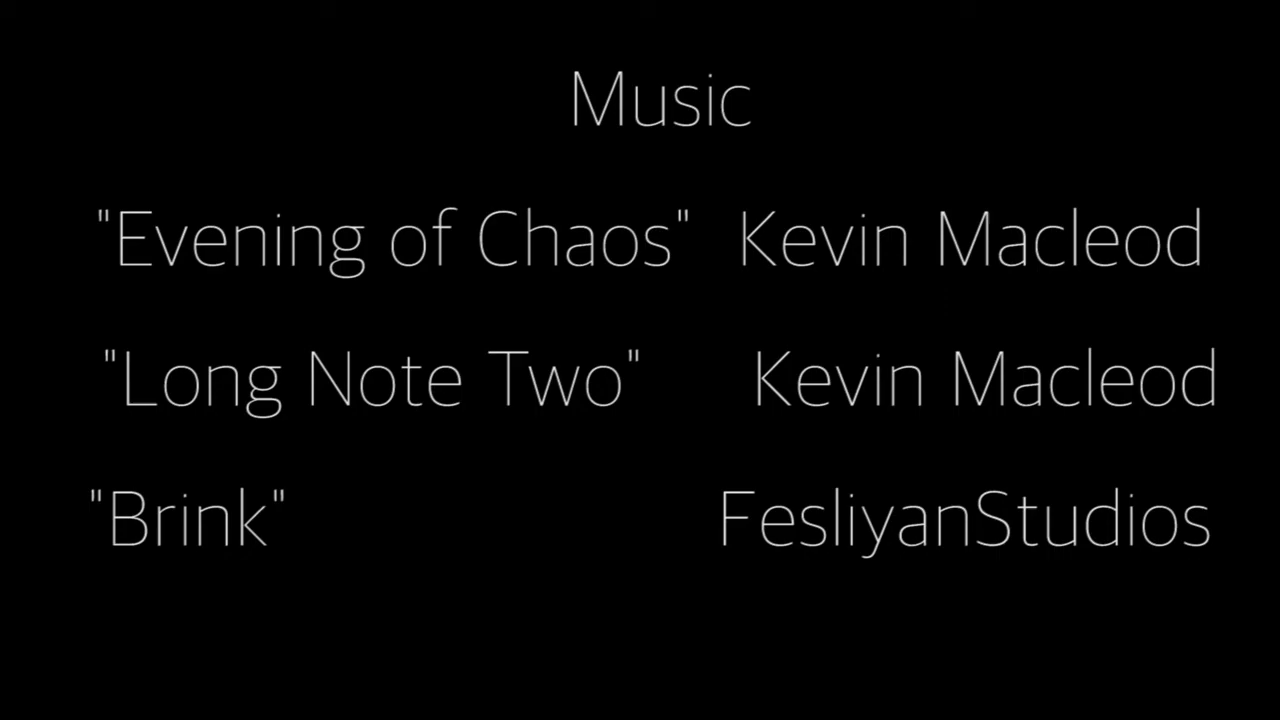 Music
"Evening of Chaos" Kevin Macleod
"Long Note Two" Kevin Macleod
"Brink" FesliyanStudios